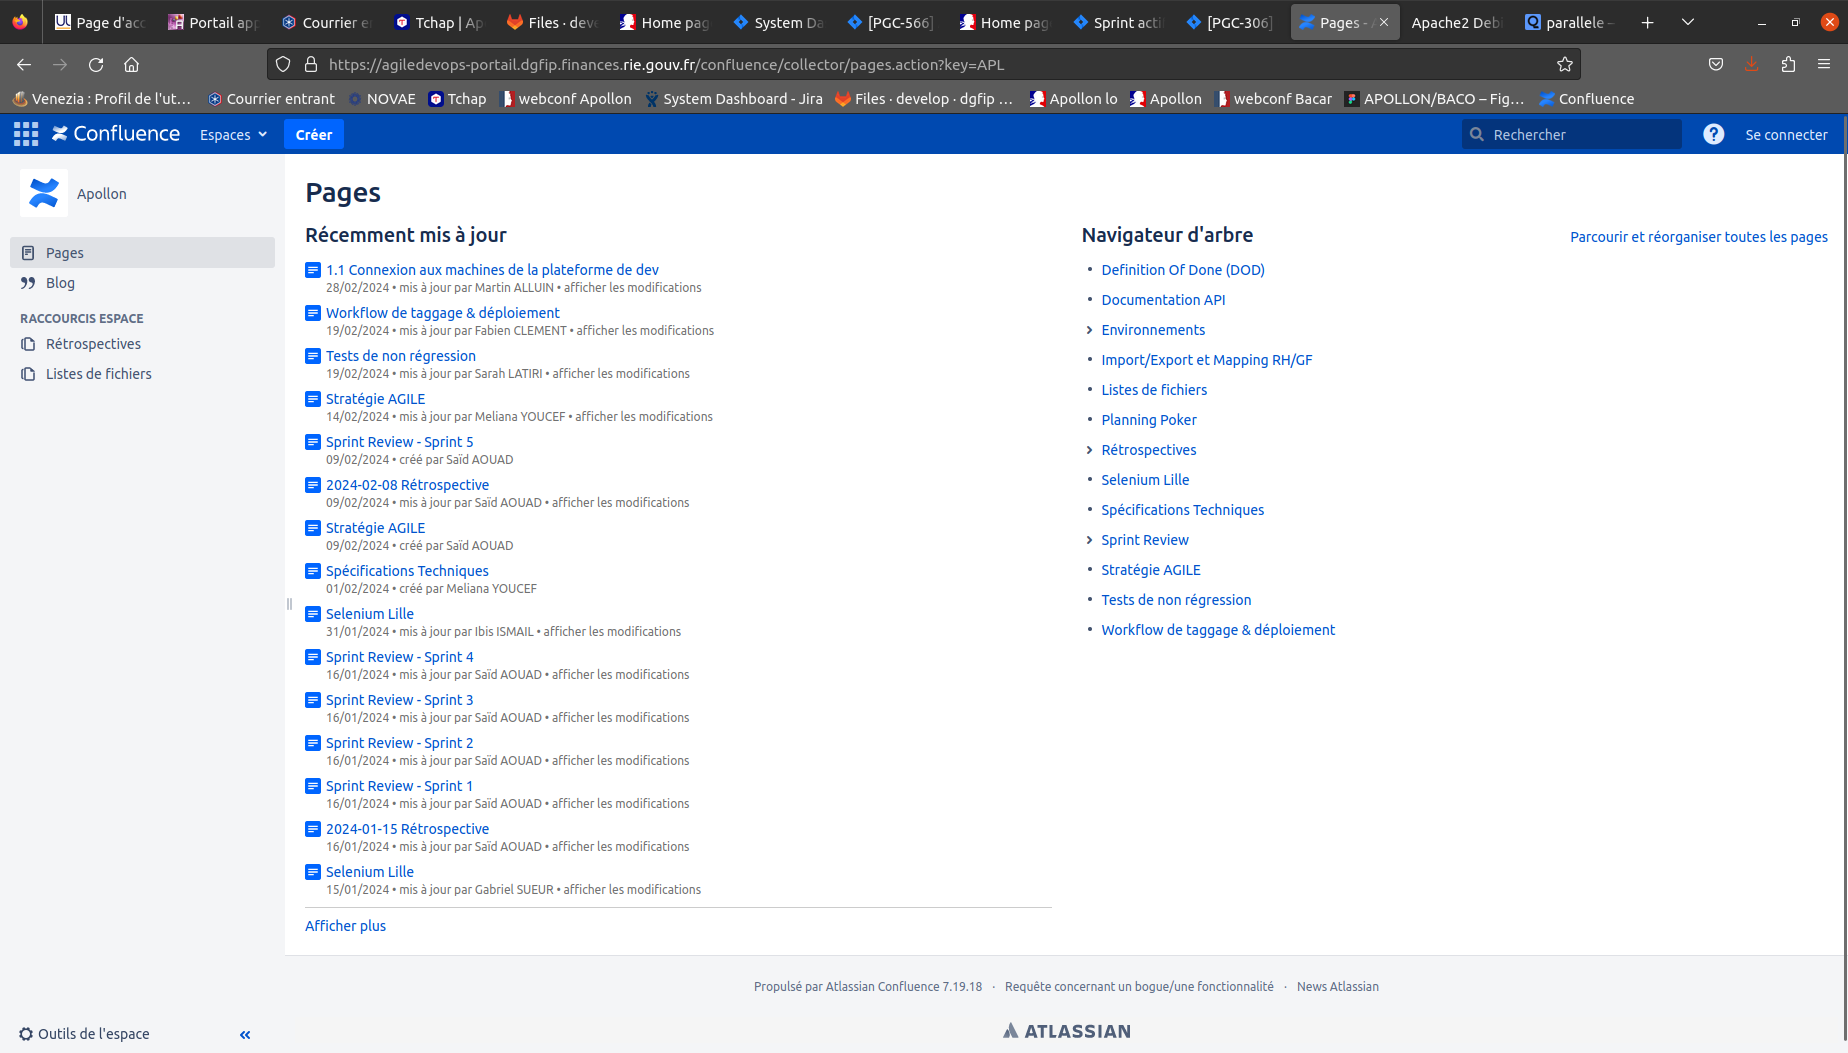 Page d'acc
Portail app
Courrier e
Tchap | Ap
Files · deve
Home pag
System Da
[PGC-566]
Home pag
Sprint acti
[PGC-306]
Pages - A
Apache2 Debi
parallele –
https://agiledevops-portail.dgfip.finances.rie.gouv.fr/confluence/collector/pages.action?key=APL
Venezia : Profil de l'ut…
Courrier entrant
NOVAE
Tchap
webconf Apollon
System Dashboard - Jira
Files · develop · dgfip …
Apollon lo
Apollon
webconf Bacar
APOLLON/BACO – Fig…
Confluence
Confluence
Espaces
Créer
Rechercher
Se connecter
Apollon
Pages
Blog
RACCOURCIS ESPACE
Rétrospectives
Listes de fichiers
Pages
Récemment mis à jour
1.1 Connexion aux machines de la plateforme de dev
28/02/2024 • mis à jour par Martin ALLUIN • afficher les modifications
Workflow de taggage & déploiement
19/02/2024 • mis à jour par Fabien CLEMENT • afficher les modifications
Tests de non régression
19/02/2024 • mis à jour par Sarah LATIRI • afficher les modifications
Stratégie AGILE
14/02/2024 • mis à jour par Meliana YOUCEF • afficher les modifications
Sprint Review - Sprint 5
09/02/2024 • créé par Saïd AOUAD
2024-02-08 Rétrospective
09/02/2024 • mis à jour par Saïd AOUAD • afficher les modifications
Stratégie AGILE
09/02/2024 • créé par Saïd AOUAD
Spécifications Techniques
01/02/2024 • créé par Meliana YOUCEF
Selenium Lille
31/01/2024 • mis à jour par Ibis ISMAIL • afficher les modifications
Sprint Review - Sprint 4
16/01/2024 • mis à jour par Saïd AOUAD • afficher les modifications
Sprint Review - Sprint 3
16/01/2024 • mis à jour par Saïd AOUAD • afficher les modifications
Sprint Review - Sprint 2
16/01/2024 • mis à jour par Saïd AOUAD • afficher les modifications
Sprint Review - Sprint 1
16/01/2024 • mis à jour par Saïd AOUAD • afficher les modifications
2024-01-15 Rétrospective
16/01/2024 • mis à jour par Saïd AOUAD • afficher les modifications
Selenium Lille
15/01/2024 • mis à jour par Gabriel SUEUR • afficher les modifications
Afficher plus
Navigateur d'arbre
Parcourir et réorganiser toutes les pages
Definition Of Done (DOD)
Documentation API
Environnements
Import/Export et Mapping RH/GF
Listes de fichiers
Planning Poker
Rétrospectives
Selenium Lille
Spécifications Techniques
Sprint Review
Stratégie AGILE
Tests de non régression
Workflow de taggage & déploiement
Propulsé par Atlassian Confluence 7.19.18 · Requête concernant un bogue/une fonctionnalité · News Atlassian
ATLASSIAN
Outils de l'espace